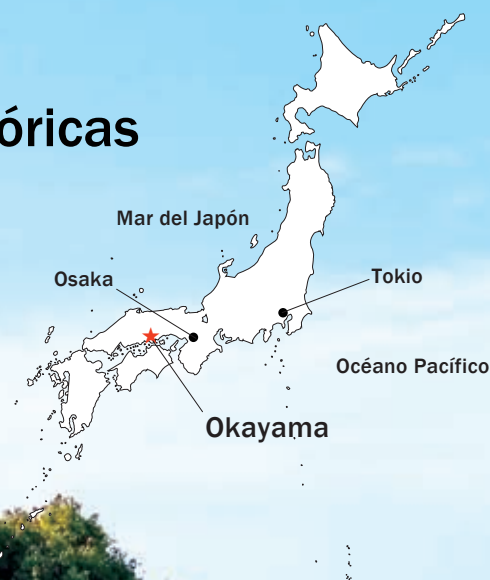 óricas
Mar del Japón
Osaka
Tokio
Océano Pacífico
Okayama